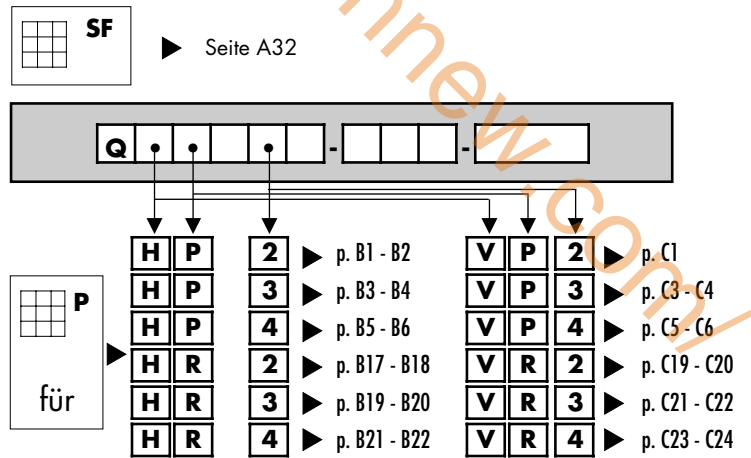 SF
Seite A32
Q - -
H P 2 p. B1 - B2 V P 2 p. C1
P
H P 3 p. B3 - B4 V P 3 p. C3 - C4
H P 4 p. B5 - B6 V P 4 p. C5 - C6
H R 2 p. B17 - B18 V R 2 p. C19 - C20
für
H R 3 p. B19 - B20 V R 3 p. C21 - C22
H R 4 p. B21 - B22 V R 4 p. C23 - C24
nnew.com/